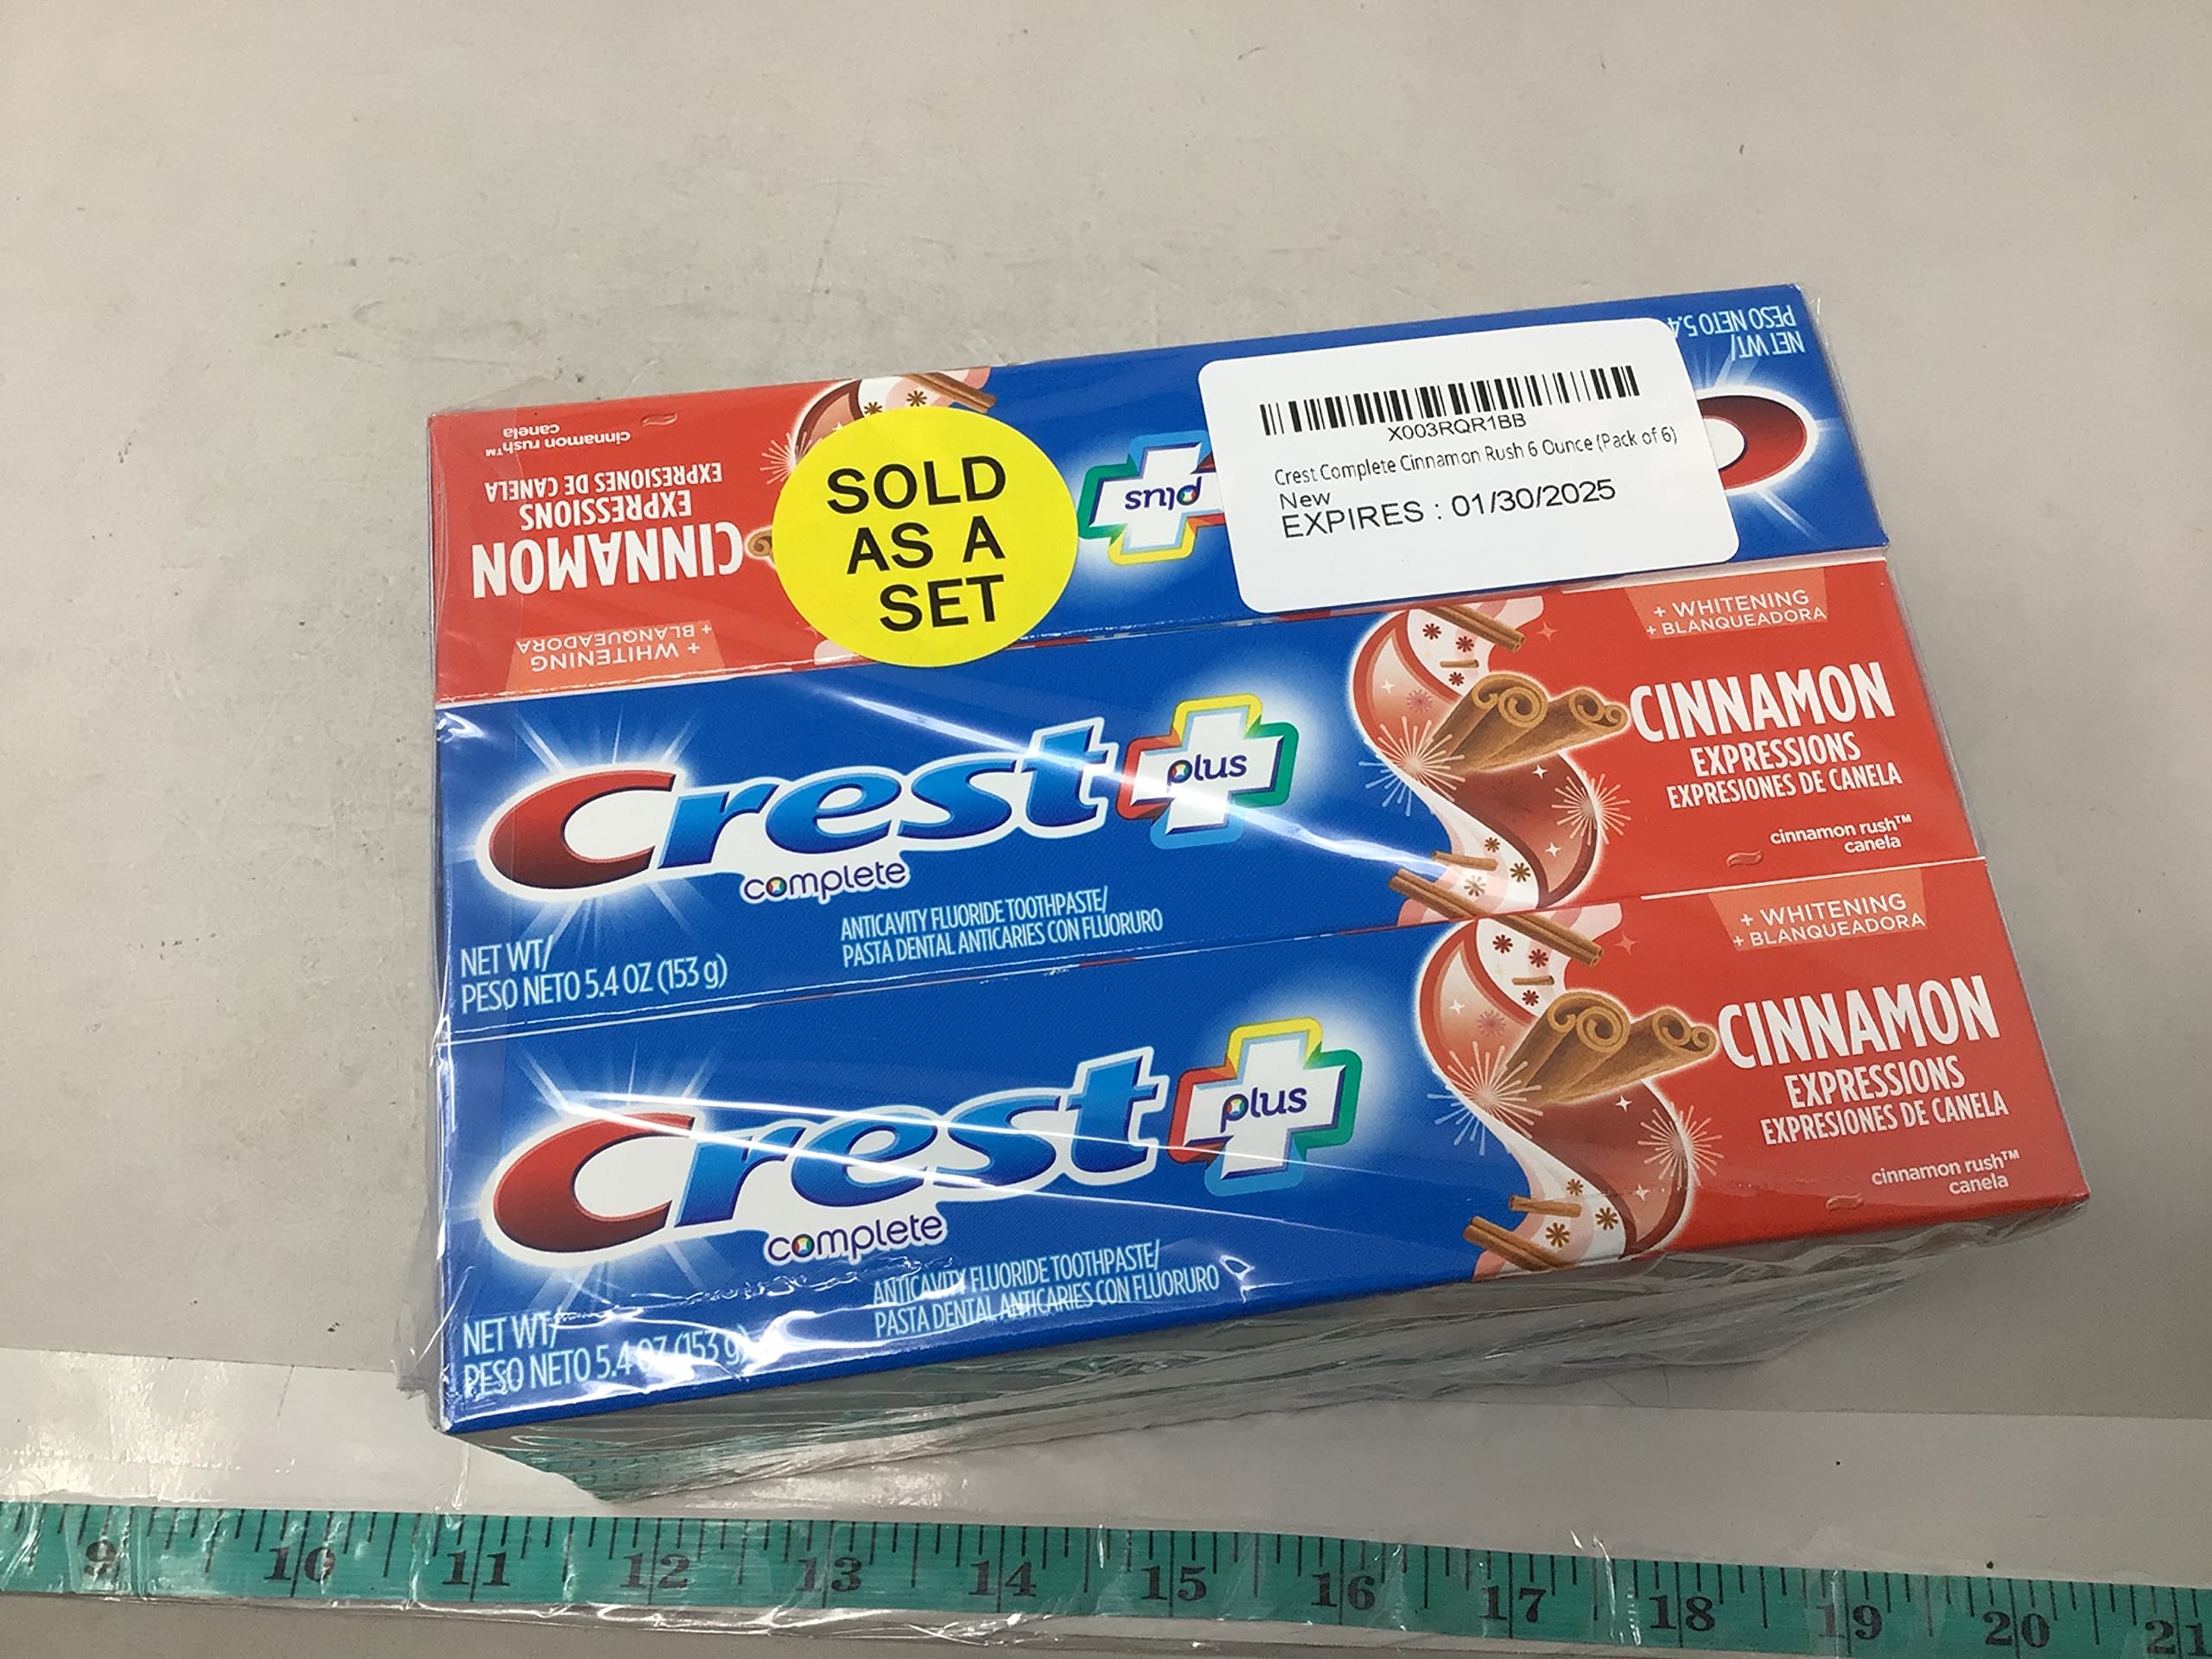 NET WT/
PESO NETO 5.4
cinnamon rush™
canela
CINNAMON
EXPRESSIONS
EXPRESIONES DE CANELA
+ WHITENING
+ BLANQUEADORA
plus
SOLD
AS A
SET
X003RQR1BB
Crest Complete Cinnamon Rush 6 Ounce (Pack of 6)
New
EXPIRES : 01/30/2025
Crest
plus
complete
ANTICAVITY FLUORIDE TOOTHPASTE/
PASTA DENTAL ANTICARIES CON FLUORURO
NET WT/
PESO NETO 5.4 OZ (153 g)
+ WHITENING
+ BLANQUEADORA
CINNAMON
EXPRESSIONS
EXPRESIONES DE CANELA
cinnamon rush™
canela
Crest
plus
complete
ANTICAVITY FLUORIDE TOOTHPASTE/
PASTA DENTAL ANTICARIES CON FLUORURO
NET WT/
PESO NETO 5.4 OZ (153 g)
+ WHITENING
+ BLANQUEADORA
CINNAMON
EXPRESSIONS
EXPRESIONES DE CANELA
cinnamon rush™
canela
9 10 11 12 13 14 15 16 17 18 19 20 21